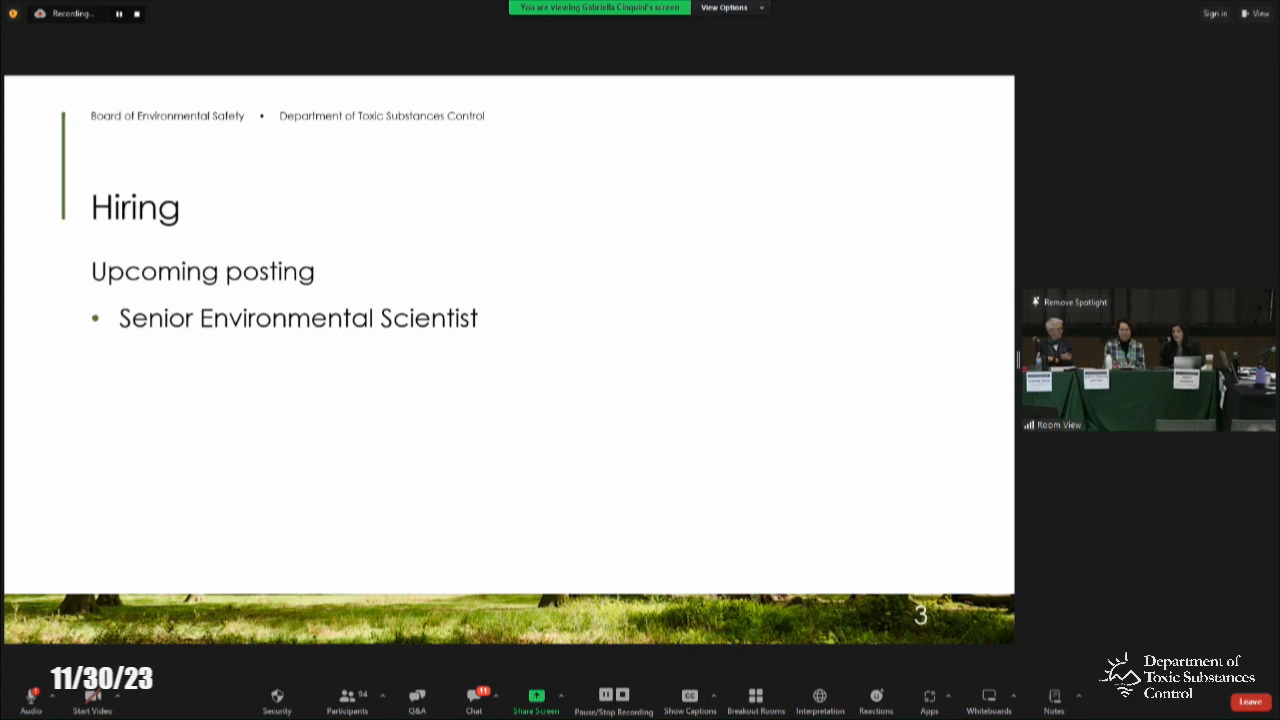 Recording...
You are viewing Gabriella Cinquini's screen
View Options
Sign in
View
Board of Environmental Safety • Department of Toxic Substances Control
Hiring
Upcoming posting
• Senior Environmental Scientist
3
Remove Spotlight
Room View
11/30/23
Department of
Toxic Substances
Control
Audio
Start Video
Security
94
Participants
Q&A
11
Chat
Share Screen
Pause/Stop Recording
CC
Show Captions
Breakout Rooms
Interpretation
Reactions
Apps
Whiteboards
Notes
Leave